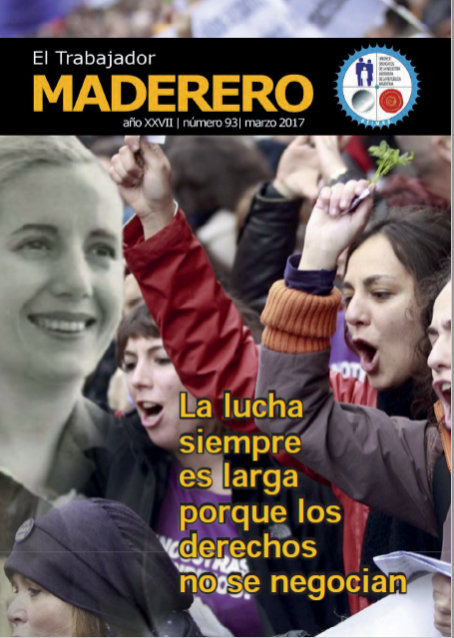 El Trabajador
MADERERO
año XXVII | número 93| marzo 2017
La lucha
siempre
es larga
porque los
derechos
no se negocian